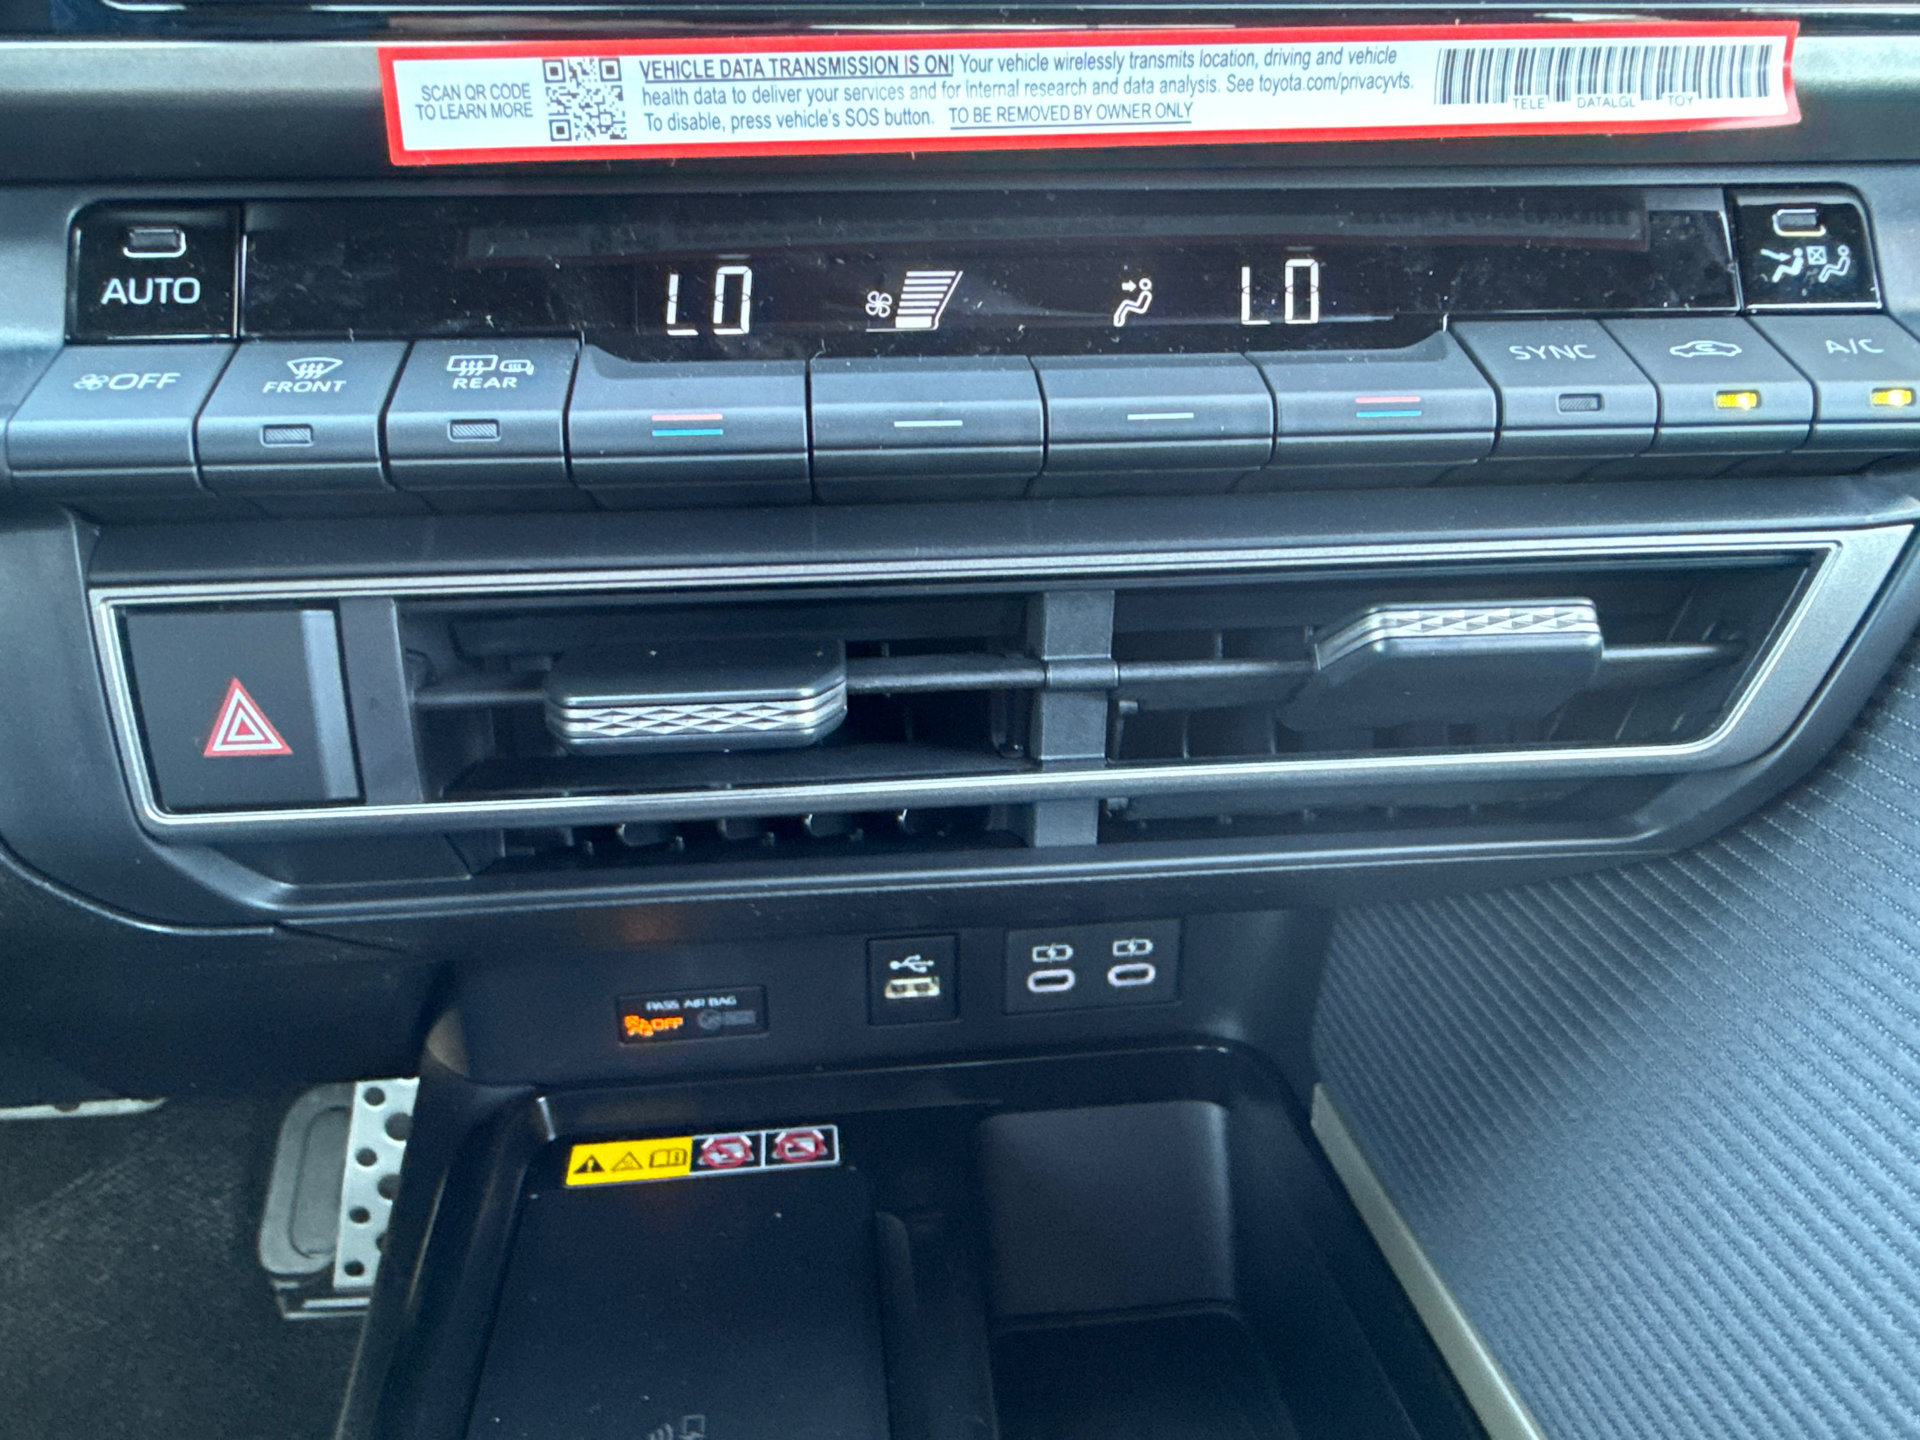 SCAN QR CODE
TO LEARN MORE
VEHICLE DATA TRANSMISSION IS ON! Your vehicle wirelessly transmits location, driving and vehicle
health data to deliver your services and for internal research and data analysis. See toyota.com/privacyvts.
To disable, press vehicle's SOS button. TO BE REMOVED BY OWNER ONLY
TELE DATALGL TOY
AUTO
LO
LO
OFF
FRONT
REAR
SYNC
A/C
PASS AIR BAG
OFF